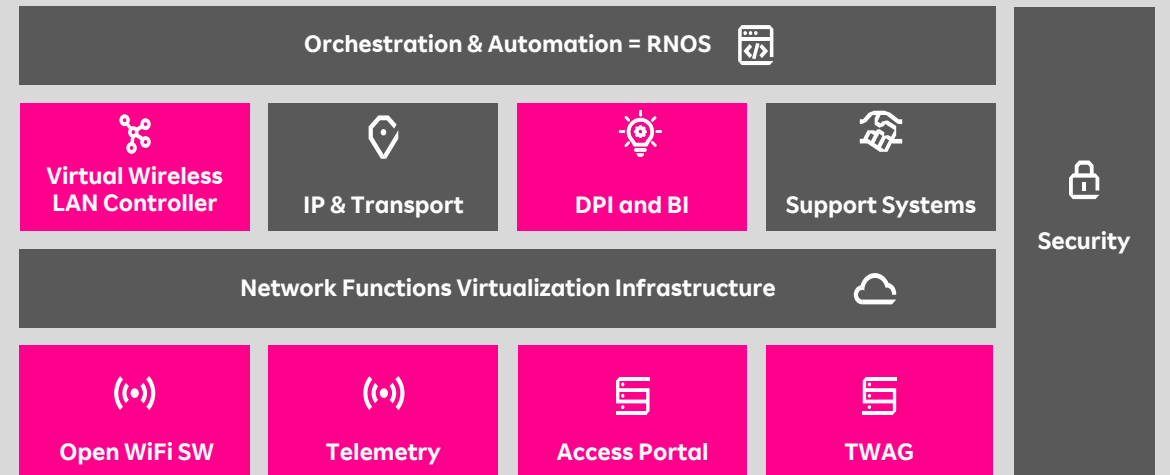 Orchestration & Automation = RNOS
Virtual Wireless
LAN Controller
IP & Transport
DPI and BI
Support Systems
Security
Network Functions Virtualization Infrastructure
Open WiFi SW
Telemetry
Access Portal
TWAG